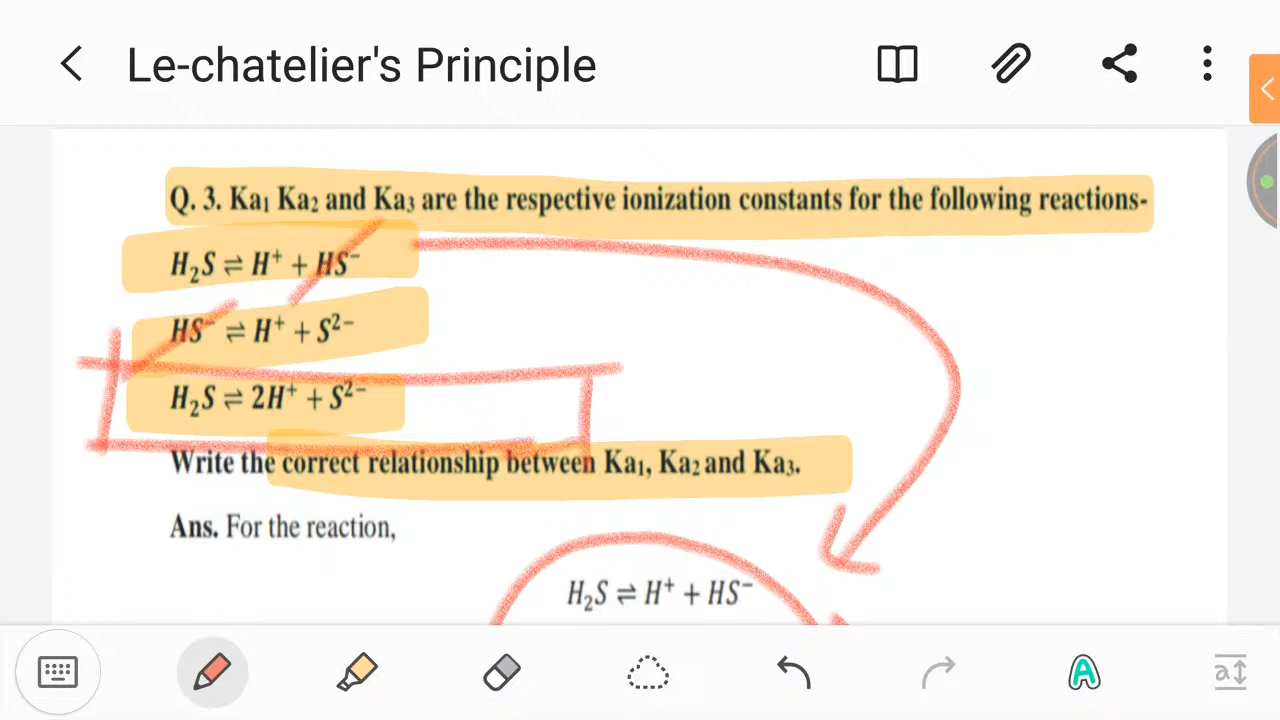 Le-chatelier's Principle
Q. 3. Ka₁ Ka₂ and Ka₃ are the respective ionization constants for the following reactions-
H₂S ⇌ H⁺ + HS⁻
HS⁻ ⇌ H⁺ + S²⁻
H₂S ⇌ 2H⁺ + S²⁻
Write the correct relationship between Ka₁, Ka₂ and Ka₃.
Ans. For the reaction,
H₂S ⇌ H⁺ + HS⁻
A a